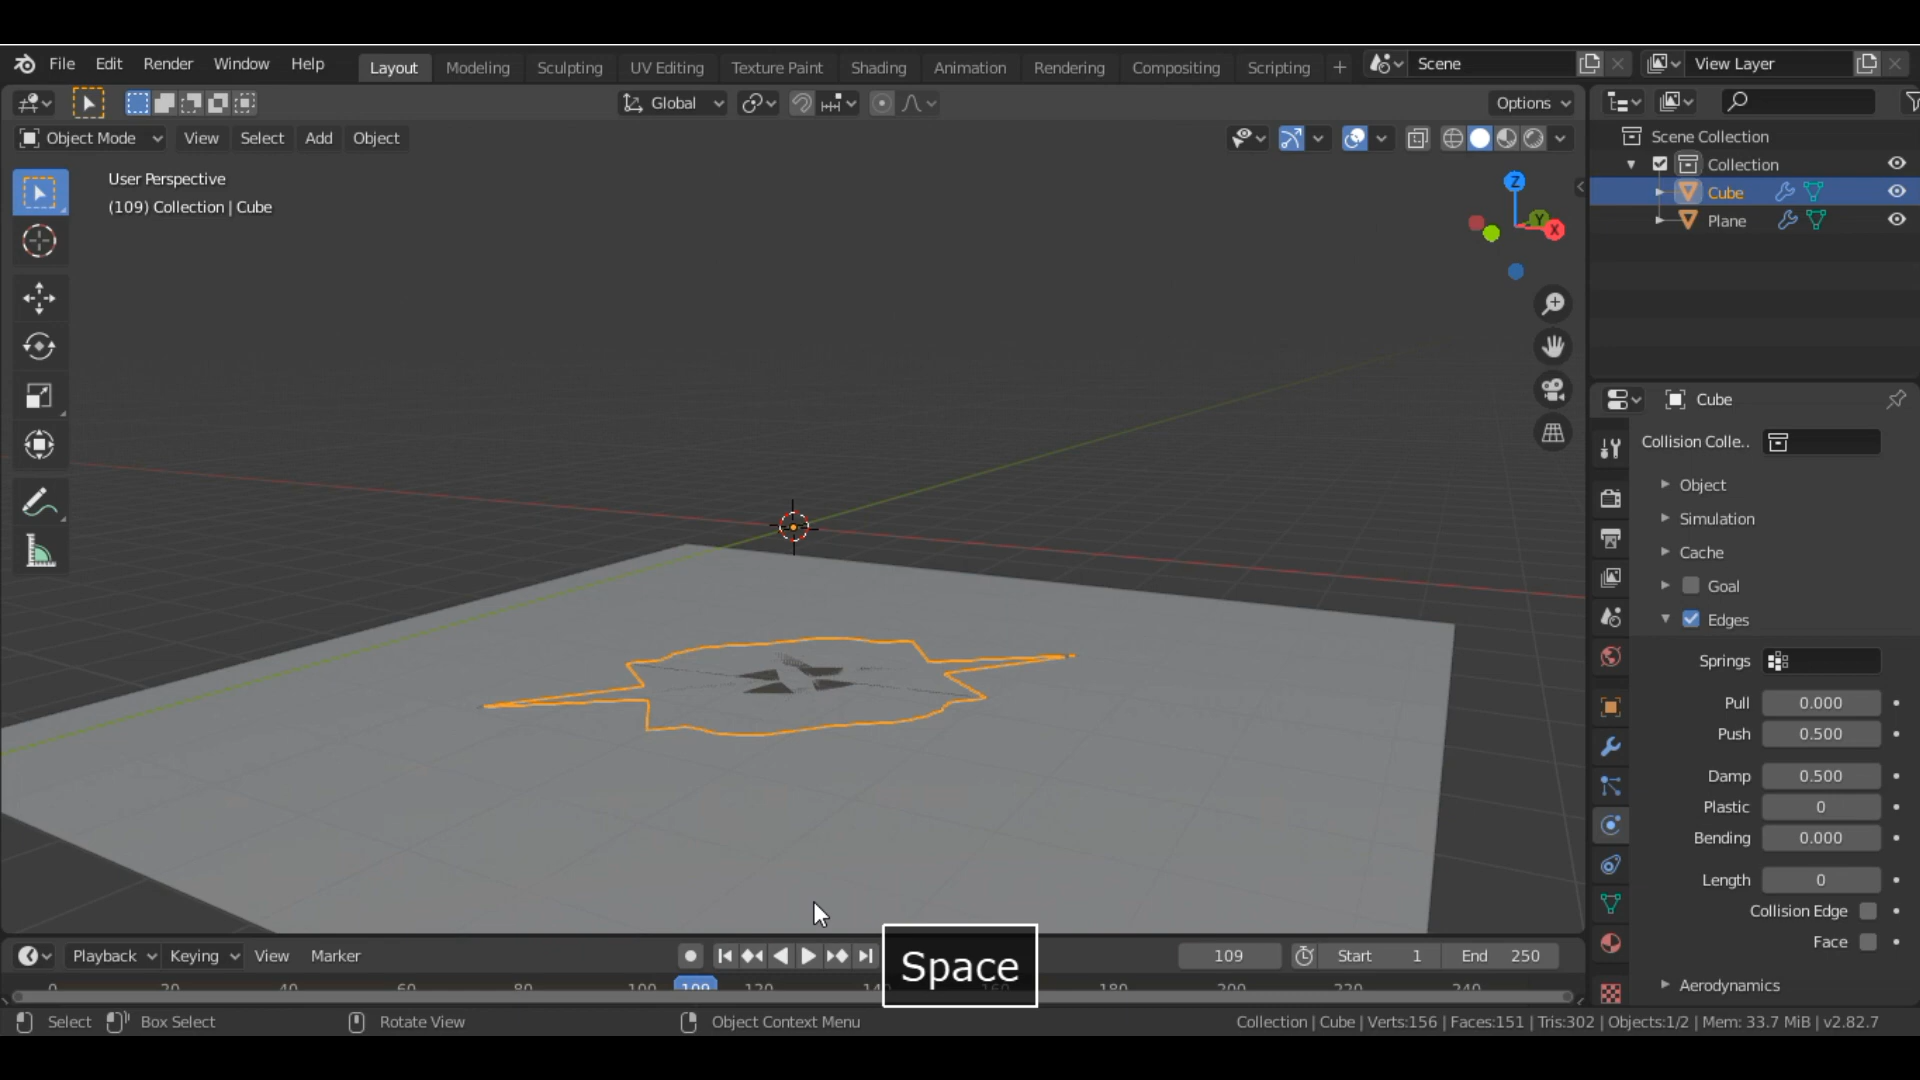 File Edit Render Window Help Layout Modeling Sculpting UV Editing Texture Paint Shading Animation Rendering Compositing Scripting + Scene View Layer
Global Options
Object Mode View Select Add Object
User Perspective
(109) Collection | Cube
Z
Y
X
Scene Collection
Collection
Cube
Plane
Cube
Collision Colle..
Object
Simulation
Cache
Goal
Edges
Springs
Pull 0.000
Push 0.500
Damp 0.500
Plastic 0
Bending 0.000
Length 0
Collision Edge
Face
Aerodynamics
Playback Keying View Marker 109 Start 1 End 250
0 20 40 60 80 100 109 120 140 160 180 200 220 240
Space
Select Box Select Rotate View Object Context Menu Collection | Cube | Verts:156 | Faces:151 | Tris:302 | Objects:1/2 | Mem: 33.7 MiB | v2.82.7